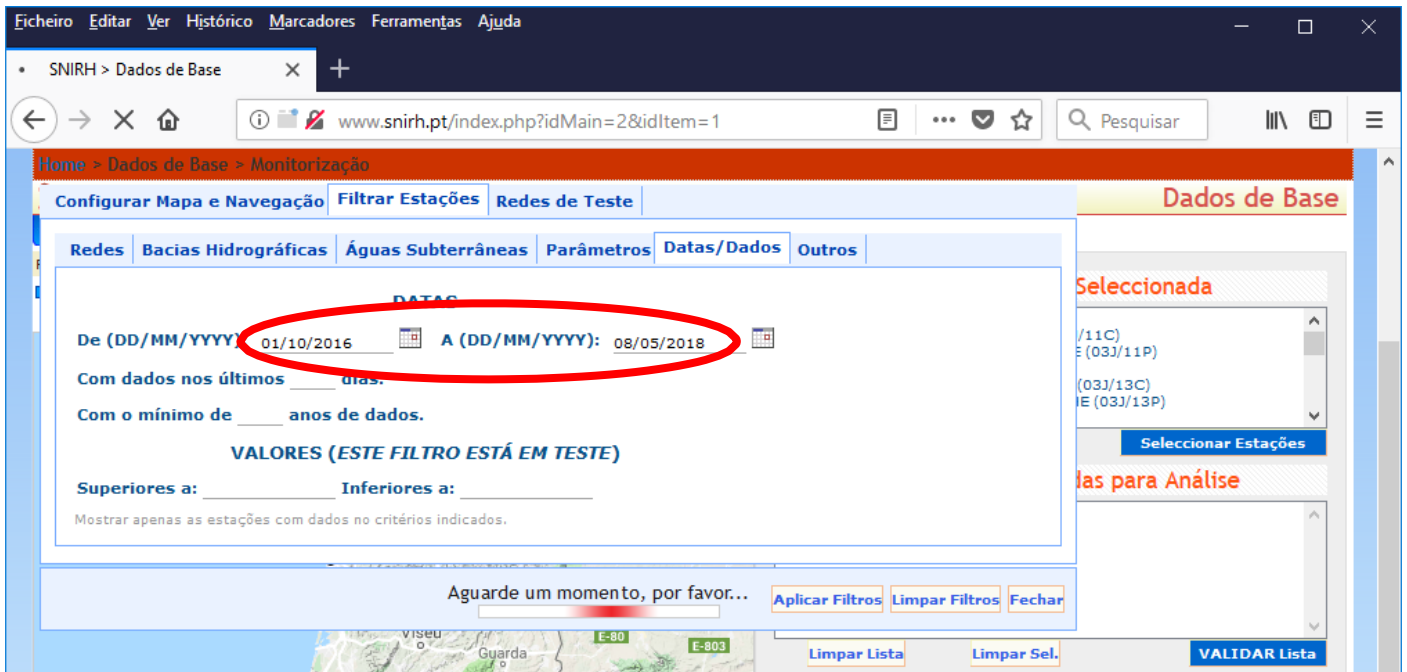 Ficheiro Editar Ver Histórico Marcadores Ferramentas Ajuda
SNIRH > Dados de Base
www.snirh.pt/index.php?idMain=2&idItem=1
Pesquisar
Home > Dados de Base > Monitorização
Configurar Mapa e Navegação Filtrar Estações Redes de Teste
Dados de Base
Redes Bacias Hidrográficas Águas Subterrâneas Parâmetros Datas/Dados Outros
Seleccionada
DATAS
De (DD/MM/YYYY) 01/10/2016 A (DD/MM/YYYY): 08/05/2018
/11C)
(03J/11P)
(03J/13C)
IE (03J/13P)
Com dados nos últimos dias.
Com o mínimo de anos de dados.
Seleccionar Estações
VALORES (ESTE FILTRO ESTÁ EM TESTE)
das para Análise
Superiores a: Inferiores a:
Mostrar apenas as estações com dados no critérios indicados.
Aguarde um momento, por favor...
Aplicar Filtros Limpar Filtros Fechar
Viseu
E-80
E-803
Guarda
Limpar Lista Limpar Sel. VALIDAR Lista